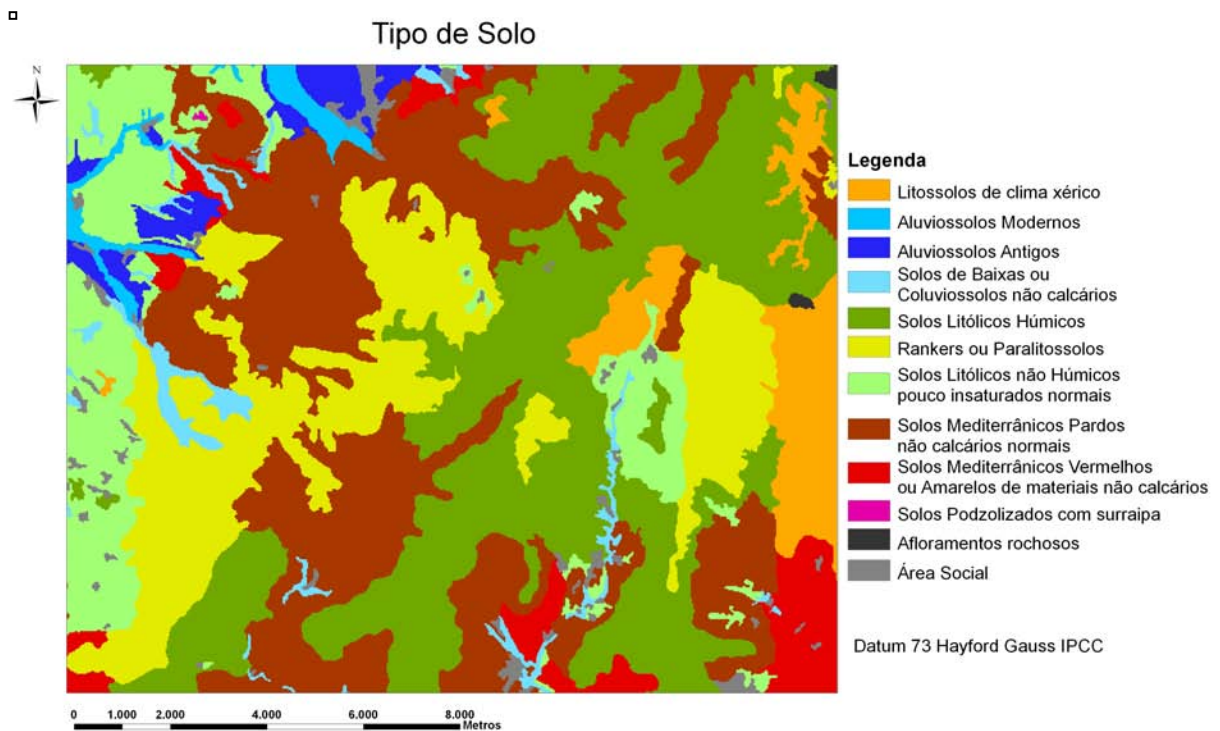 Tipo de Solo
N
Legenda
Litossolos de clima xérico
Aluviossolos Modernos
Aluviossolos Antigos
Solos de Baixas ou
Coluviossolos não calcários
Solos Litólicos Húmicos
Rankers ou Paralitossolos
Solos Litólicos não Húmicos
pouco insaturados normais
Solos Mediterrânicos Pardos
não calcários normais
Solos Mediterrânicos Vermelhos
ou Amarelos de materiais não calcários
Solos Podzolizados com surraipa
Afloramentos rochosos
Área Social
Datum 73 Hayford Gauss IPCC
0 1.000 2.000 4.000 6.000 8.000
Metros